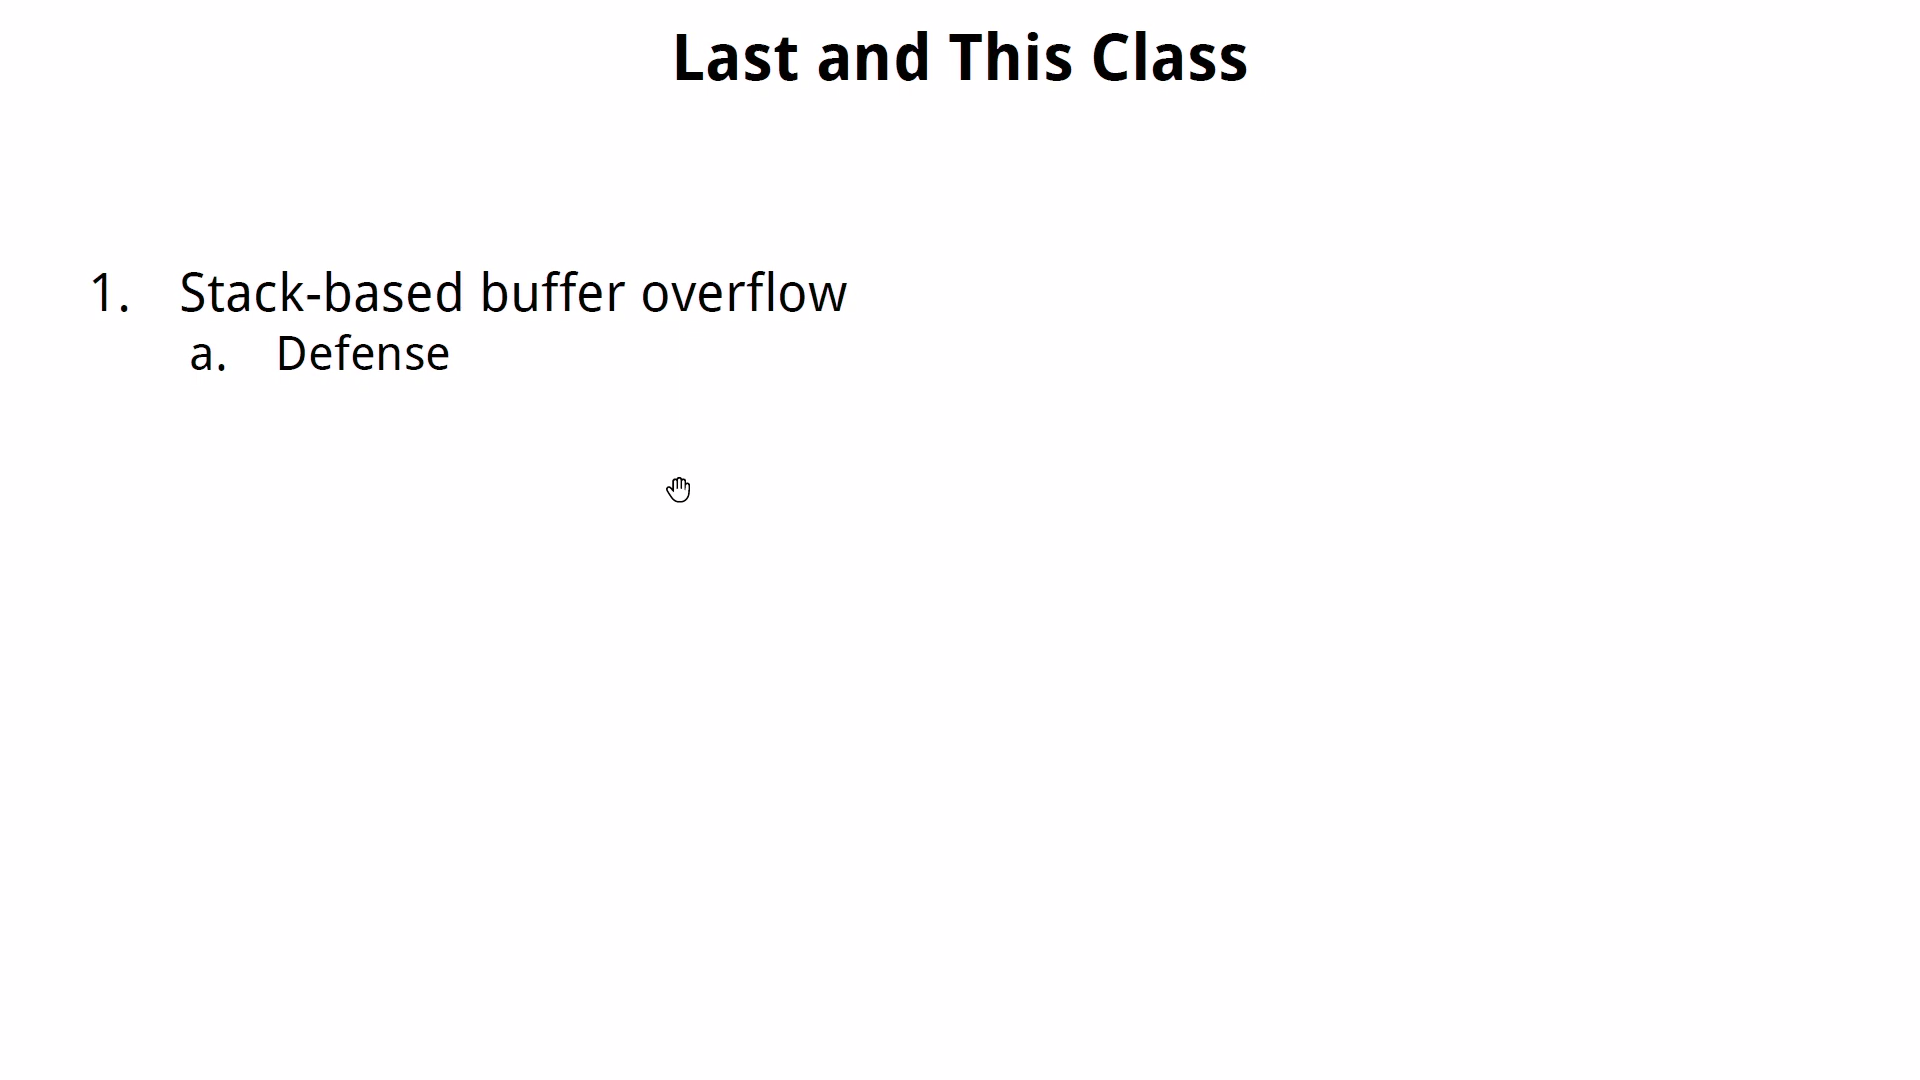 Last and This Class
1. Stack-based buffer overflow
a. Defense